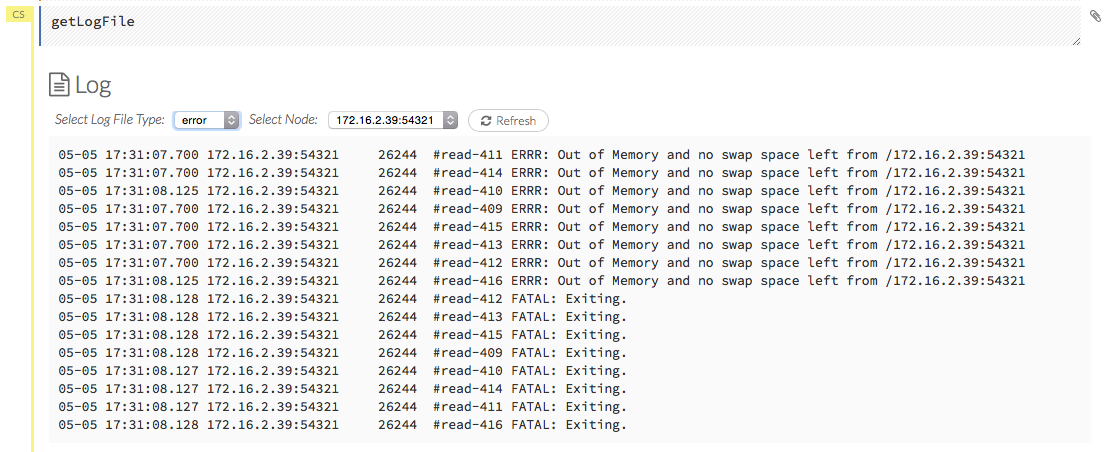 CS
getLogFile
Log
Select Log File Type: error Select Node: 172.16.2.39:54321 Refresh
05-05 17:31:07.700 172.16.2.39:54321     26244  #read-411 ERRR: Out of Memory and no swap space left from /172.16.2.39:54321
05-05 17:31:07.700 172.16.2.39:54321     26244  #read-414 ERRR: Out of Memory and no swap space left from /172.16.2.39:54321
05-05 17:31:08.125 172.16.2.39:54321     26244  #read-410 ERRR: Out of Memory and no swap space left from /172.16.2.39:54321
05-05 17:31:07.700 172.16.2.39:54321     26244  #read-409 ERRR: Out of Memory and no swap space left from /172.16.2.39:54321
05-05 17:31:07.700 172.16.2.39:54321     26244  #read-415 ERRR: Out of Memory and no swap space left from /172.16.2.39:54321
05-05 17:31:07.700 172.16.2.39:54321     26244  #read-413 ERRR: Out of Memory and no swap space left from /172.16.2.39:54321
05-05 17:31:07.700 172.16.2.39:54321     26244  #read-412 ERRR: Out of Memory and no swap space left from /172.16.2.39:54321
05-05 17:31:08.125 172.16.2.39:54321     26244  #read-416 ERRR: Out of Memory and no swap space left from /172.16.2.39:54321
05-05 17:31:08.128 172.16.2.39:54321     26244  #read-412 FATAL: Exiting.
05-05 17:31:08.128 172.16.2.39:54321     26244  #read-413 FATAL: Exiting.
05-05 17:31:08.128 172.16.2.39:54321     26244  #read-415 FATAL: Exiting.
05-05 17:31:08.128 172.16.2.39:54321     26244  #read-409 FATAL: Exiting.
05-05 17:31:08.127 172.16.2.39:54321     26244  #read-410 FATAL: Exiting.
05-05 17:31:08.127 172.16.2.39:54321     26244  #read-414 FATAL: Exiting.
05-05 17:31:08.127 172.16.2.39:54321     26244  #read-411 FATAL: Exiting.
05-05 17:31:08.128 172.16.2.39:54321     26244  #read-416 FATAL: Exiting.